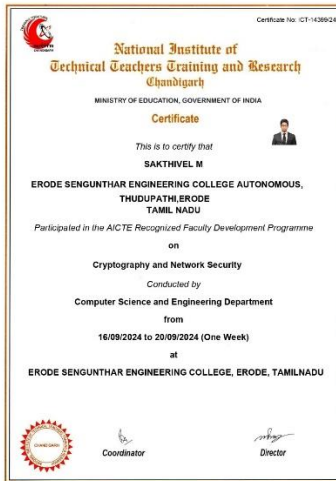 Certificate No: ICT-14399/24
National Institute of
Technical Teachers Training and Research
Chandigarh
MINISTRY OF EDUCATION, GOVERNMENT OF INDIA
Certificate
This is to certify that
SAKTHIVEL M
ERODE SENGUNTHAR ENGINEERING COLLEGE AUTONOMOUS,
THUDUPATHI,ERODE
TAMIL NADU
Participated in the AICTE Recognized Faculty Development Programme
on
Cryptography and Network Security
Conducted by
Computer Science and Engineering Department
from
16/09/2024 to 20/09/2024 (One Week)
at
ERODE SENGUNTHAR ENGINEERING COLLEGE, ERODE, TAMILNADU
CHANDIGARH
Coordinator
Director